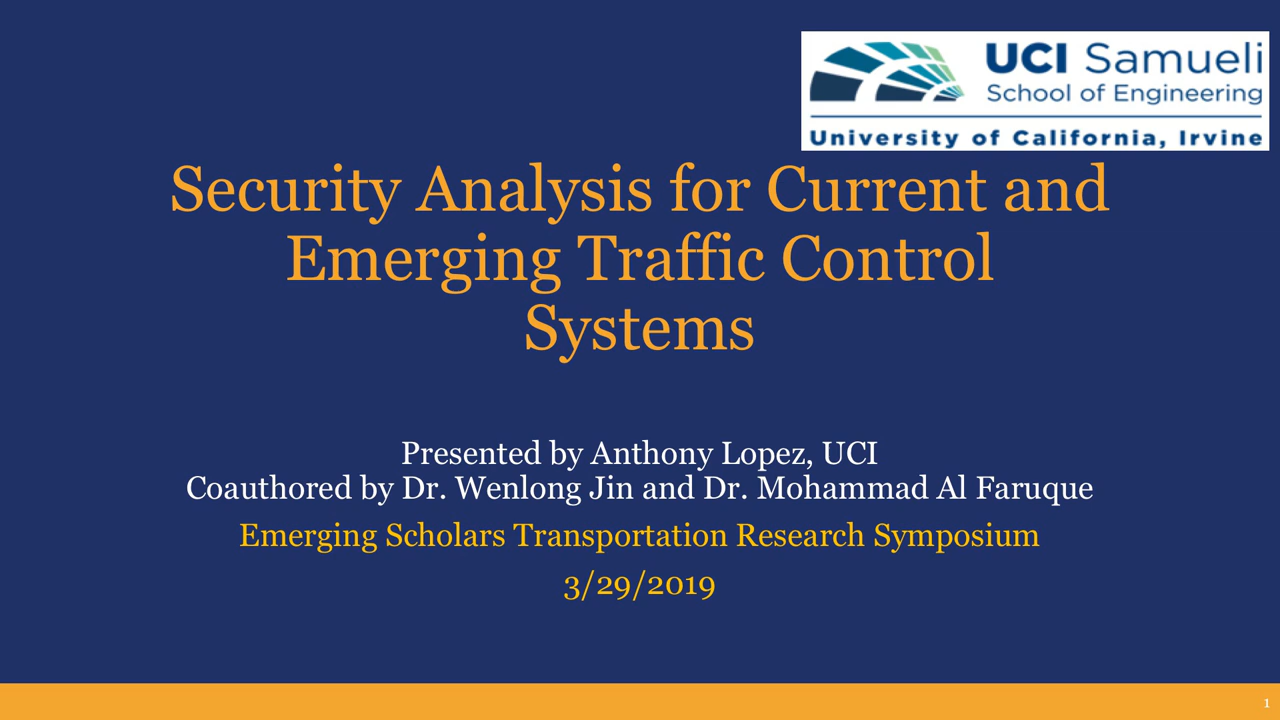 UCI Samueli
School of Engineering
University of California, Irvine
Security Analysis for Current and
Emerging Traffic Control
Systems
Presented by Anthony Lopez, UCI
Coauthored by Dr. Wenlong Jin and Dr. Mohammad Al Faruque
Emerging Scholars Transportation Research Symposium
3/29/2019
1